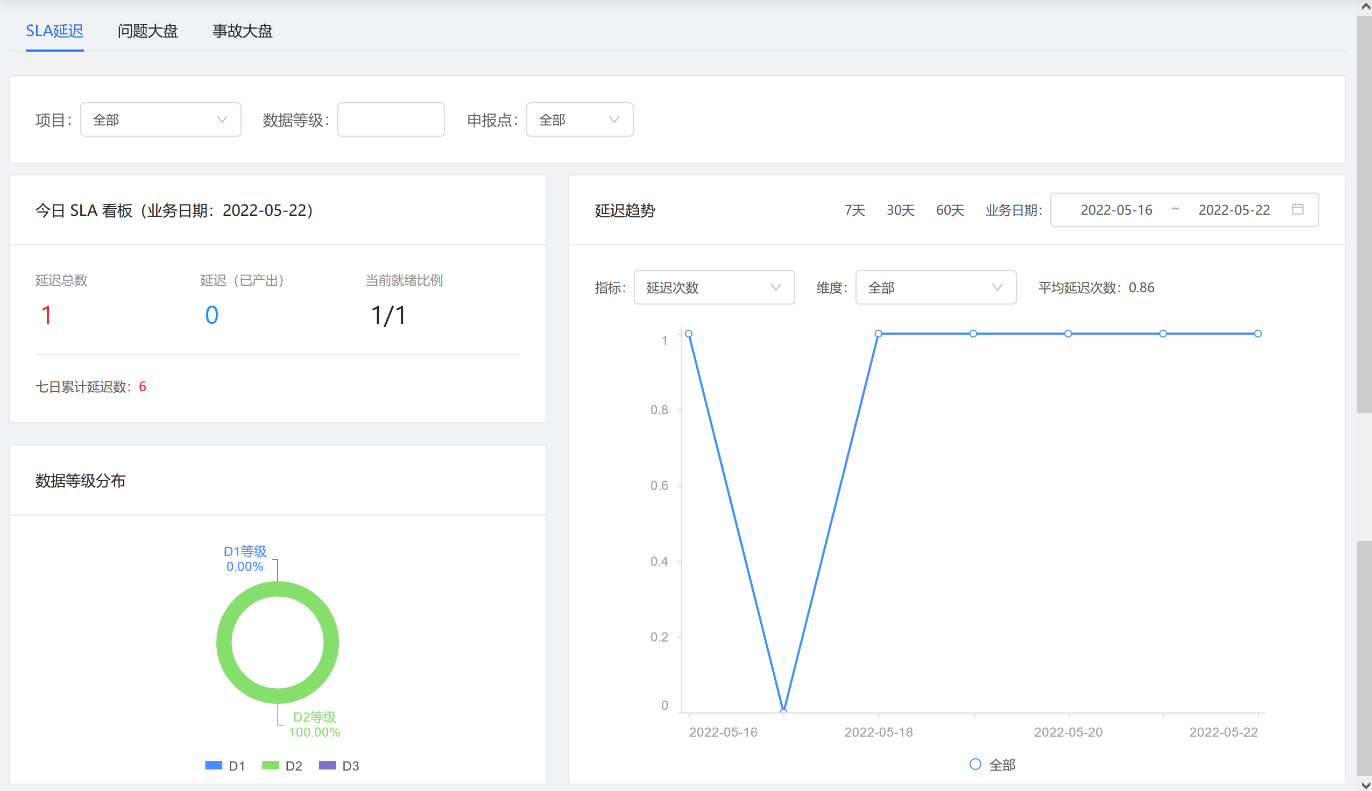 SLA延迟 问题大盘 事故大盘
项目: 全部 数据等级: 申报点: 全部
今日 SLA 看板（业务日期：2022-05-22）
延迟总数 延迟（已产出） 当前就绪比例
1 0 1/1
七日累计延迟数: 6
数据等级分布
D1等级
0.00%
D2等级
100.00%
D1 D2 D3
延迟趋势 7天 30天 60天 业务日期: 2022-05-16 ~ 2022-05-22
指标: 延迟次数 维度: 全部 平均延迟次数: 0.86
1
0.8
0.6
0.4
0.2
0
2022-05-16 2022-05-18 2022-05-20 2022-05-22
全部